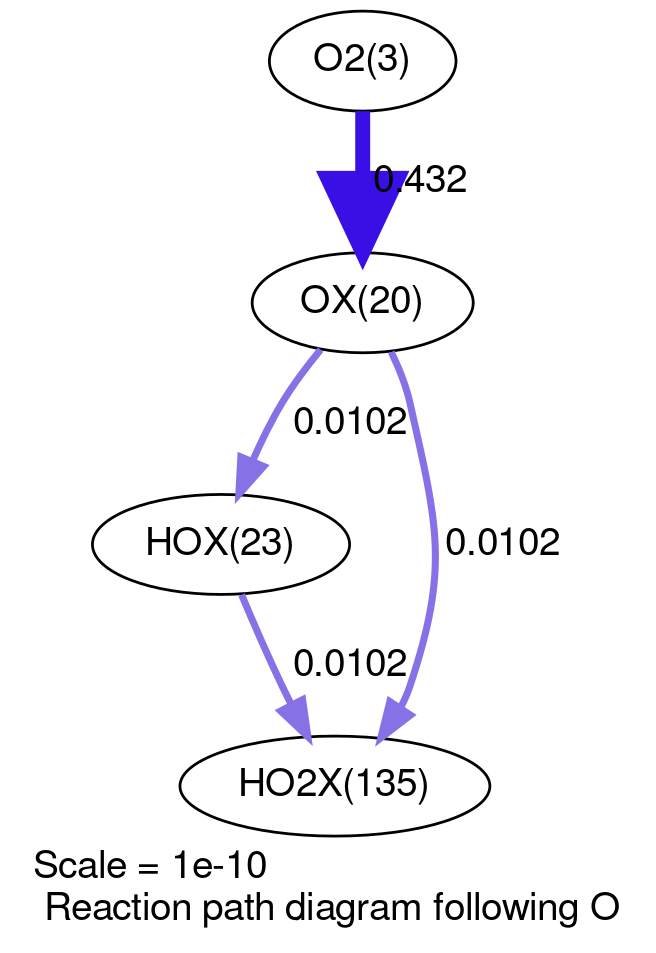 O2(3)
0.432
OX(20)
0.0102
HOX(23)
0.0102
0.0102
HO2X(135)
Scale = 1e-10
Reaction path diagram following O